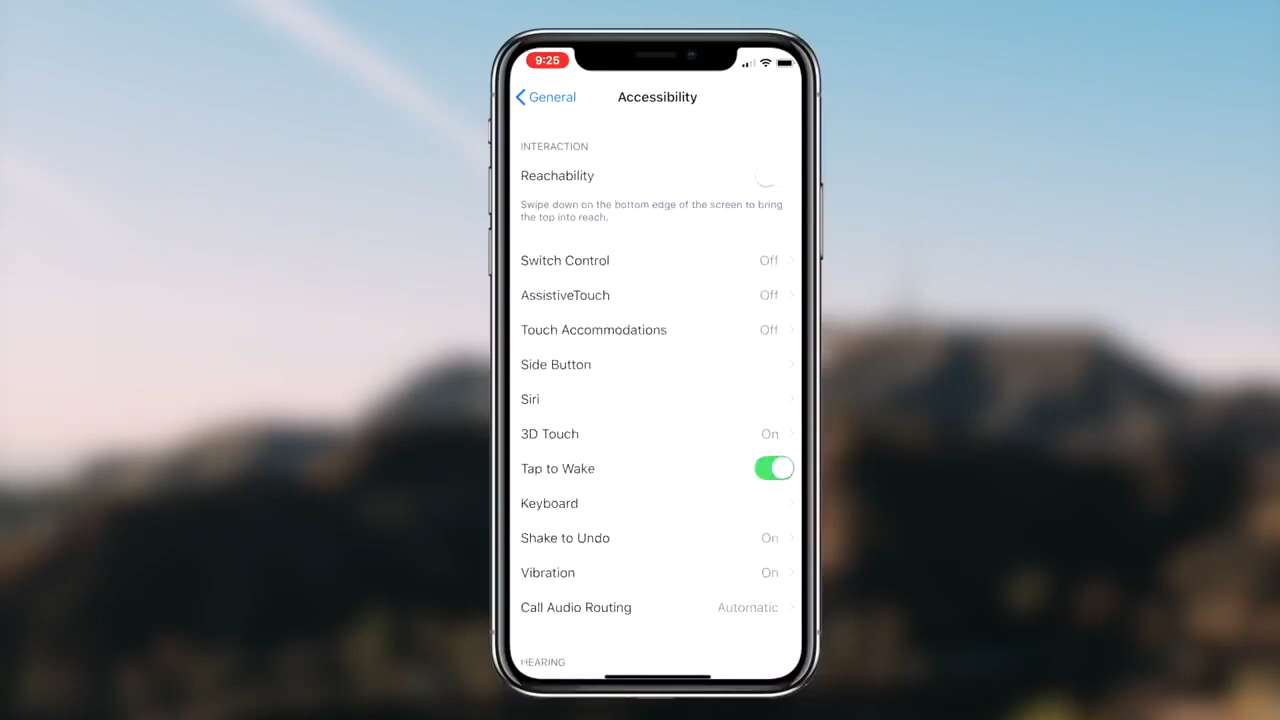 9:25
General
Accessibility
INTERACTION
Reachability
Swipe down on the bottom edge of the screen to bring
the top into reach.
Switch Control Off
AssistiveTouch Off
Touch Accommodations Off
Side Button
Siri
3D Touch On
Tap to Wake
Keyboard
Shake to Undo On
Vibration On
Call Audio Routing Automatic
HEARING